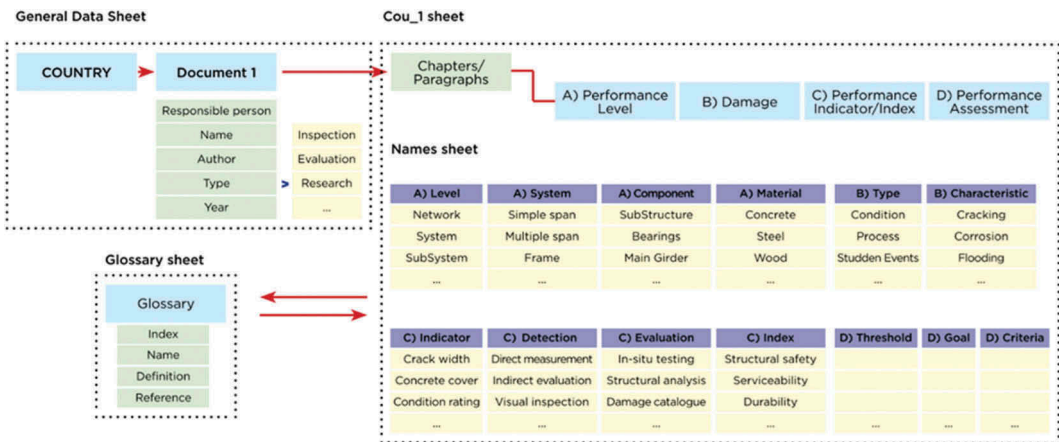 General Data Sheet
COUNTRY
Document 1
Responsible person
Name
Author
Type
Year
>
Inspection
Evaluation
Research
...
Glossary sheet
Glossary
Index
Name
Definition
Reference
Cou_1 sheet
Chapters/
Paragraphs
A) Performance
Level
B) Damage
C) Performance
Indicator/Index
D) Performance
Assessment
Names sheet
A) Level A) System A) Component A) Material B) Type B) Characteristic
Network Simple span SubStructure Concrete Condition Cracking
System Multiple span Bearings Steel Process Corrosion
SubSystem Frame Main Girder Wood Studden Events Flooding
... ... ... ... ... ...
C) Indicator C) Detection C) Evaluation C) Index D) Threshold D) Goal D) Criteria
Crack width Direct measurement In-situ testing Structural safety
Concrete cover Indirect evaluation Structural analysis Serviceability
Condition rating Visual inspection Damage catalogue Durability
... ... ... ... ... ... ...